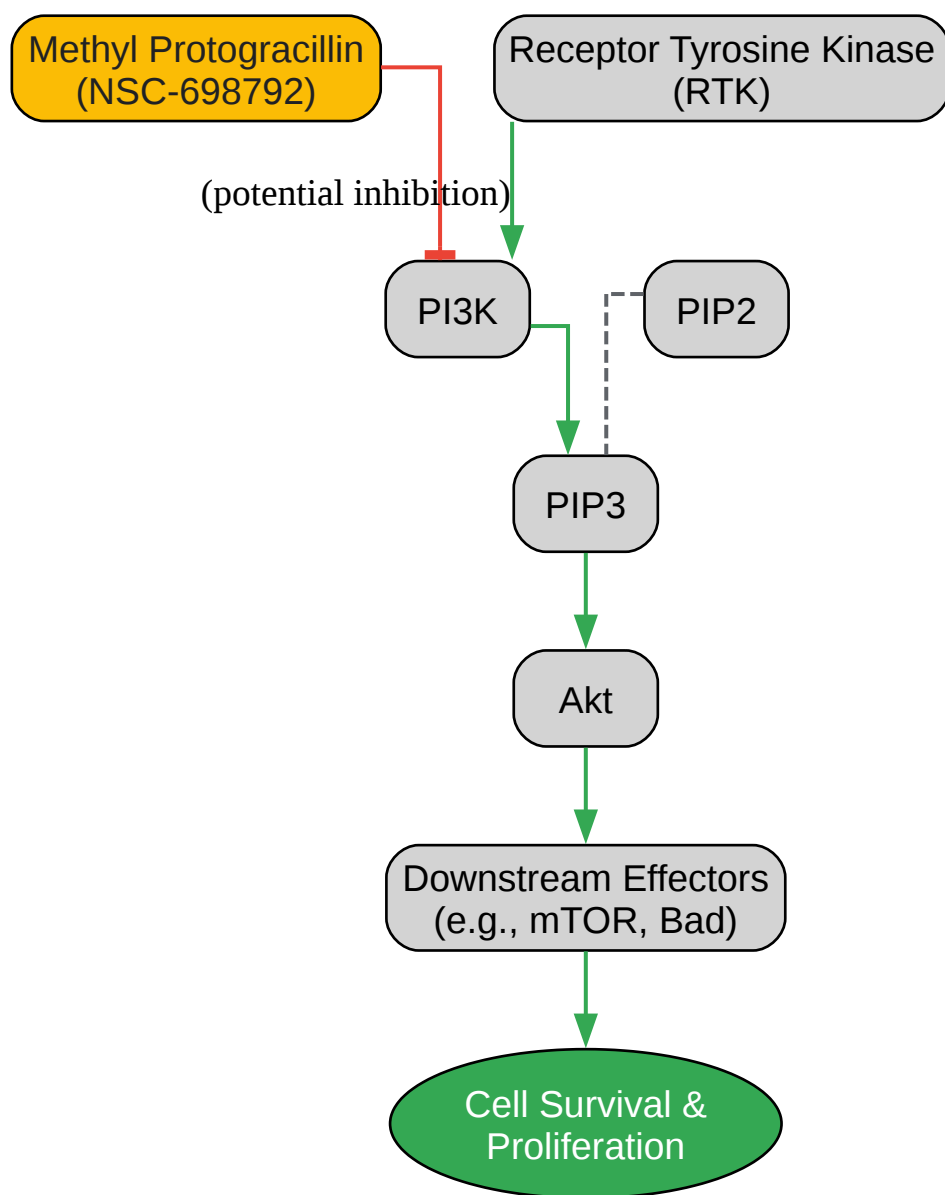 Methyl Protogracillin
(NSC-698792)
Receptor Tyrosine Kinase
(RTK)
(potential inhibition)
PI3K
PIP2
PIP3
Akt
Downstream Effectors
(e.g., mTOR, Bad)
Cell Survival &
Proliferation